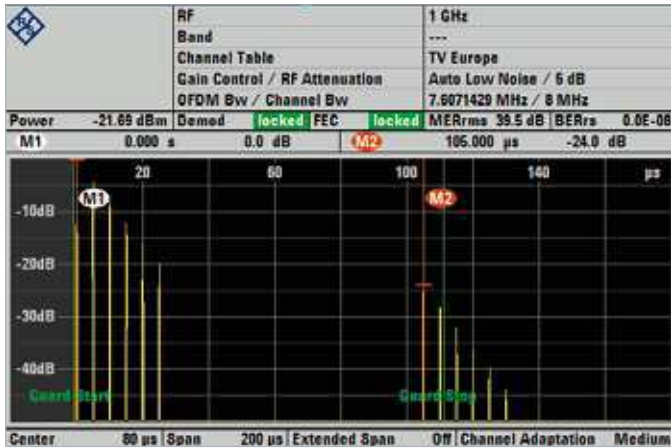 RF 1 GHz
Band ---
Channel Table TV Europe
Gain Control / RF Attenuation Auto Low Noise / 6 dB
OFDM Bw / Channel Bw 7.6071429 MHz / 8 MHz
Power -21.69 dBm Demod locked FEC locked MERrms 39.5 dB BERrs 0.0E-08
M1 0.000 s 0.0 dB M2 105.000 µs -24.0 dB
20 60 100 140 µs
M1 M2
-10dB
-20dB
-30dB
-40dB
Guard Start Guard Stop
Center 80 µs Span 200 µs Extended Span Off Channel Adaptation Medium